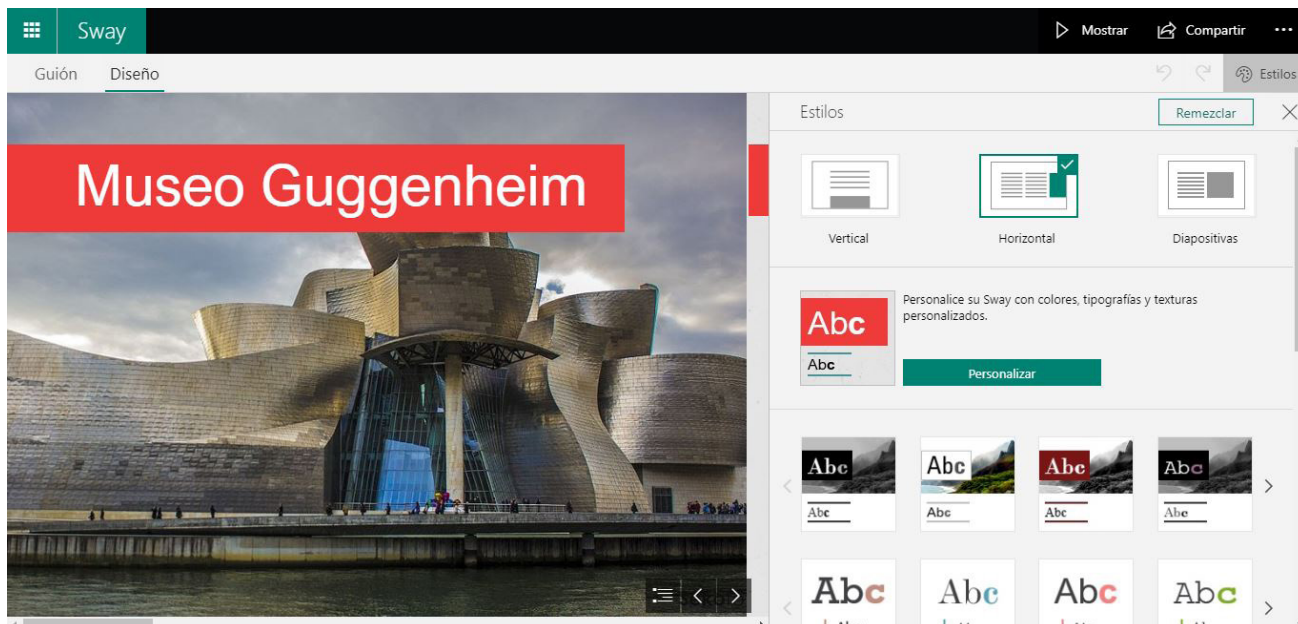 Sway
Mostrar
Compartir
Guión
Diseño
Estilos
Museo Guggenheim
Estilos
Remezclar
Vertical
Horizontal
Diapositivas
Abc
Abc
Personalice su Sway con colores, tipografías y texturas
personalizados.
Personalizar
Abc
Abc
Abc
Abc
Abc
Abc
Abc
Abc
Abc
Abc
Abc
Abc